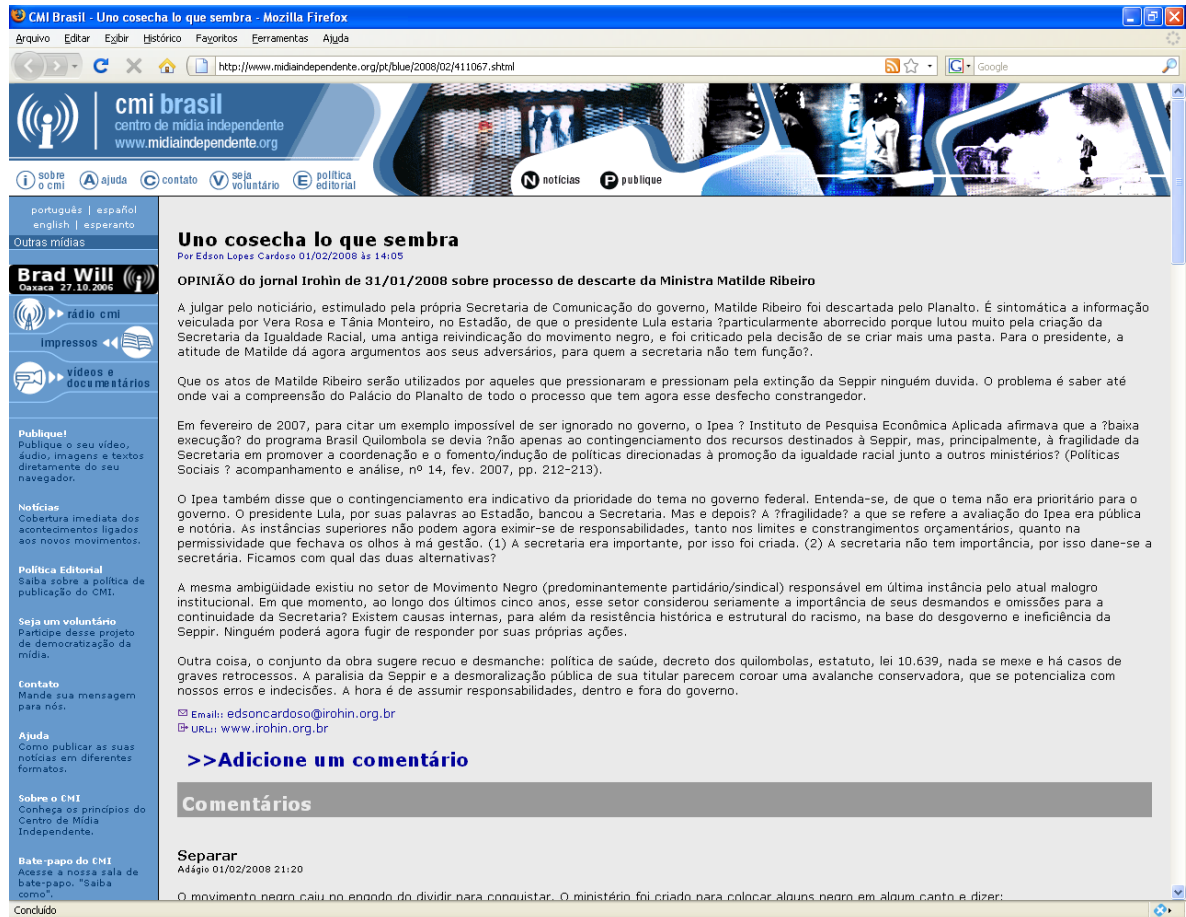 CMI Brasil - Uno cosecha lo que sembra - Mozilla Firefox
Arquivo Editar Exibir Histórico Favoritos Ferramentas Ajuda
http://www.midiaindependente.org/pt/blue/2008/02/411067.shtml
Google
cmi brasil
centro de mídia independente
www.midiaindependente.org
sobre o cmi
ajuda
contato
seja voluntário
política editorial
notícias
publique
português | español
english | esperanto
Outras mídias
Brad Will
Oaxaca 27.10.2006
rádio cmi
impressos
vídeos e
documentários
Publique!
Publique o seu vídeo,
áudio, imagens e textos
diretamente do seu
navegador.
Notícias
Cobertura imediata dos
acontecimentos ligados
aos novos movimentos.
Política Editorial
Saiba sobre a política de
publicação do CMI.
Seja um voluntário
Participe desse projeto
de democratização da
mídia.
Contato
Mande sua mensagem
para nós.
Ajuda
Como publicar as suas
notícias em diferentes
formatos.
Sobre o CMI
Conheça os princípios do
Centro de Mídia
Independente.
Bate-papo do CMI
Acesse a nossa sala de
bate-papo. "Saiba
como".
Uno cosecha lo que sembra
Por Edson Lopes Cardoso 01/02/2008 às 14:05
OPINIÃO do jornal Irohìn de 31/01/2008 sobre processo de descarte da Ministra Matilde Ribeiro
A julgar pelo noticiário, estimulado pela própria Secretaria de Comunicação do governo, Matilde Ribeiro foi descartada pelo Planalto. É sintomática a informação
veiculada por Vera Rosa e Tânia Monteiro, no Estadão, de que o presidente Lula estaria ?particularmente aborrecido porque lutou muito pela criação da
Secretaria da Igualdade Racial, uma antiga reivindicação do movimento negro, e foi criticado pela decisão de se criar mais uma pasta. Para o presidente, a
atitude de Matilde dá agora argumentos aos seus adversários, para quem a secretaria não tem função?.
Que os atos de Matilde Ribeiro serão utilizados por aqueles que pressionaram e pressionam pela extinção da Seppir ninguém duvida. O problema é saber até
onde vai a compreensão do Palácio do Planalto de todo o processo que tem agora esse desfecho constrangedor.
Em fevereiro de 2007, para citar um exemplo impossível de ser ignorado no governo, o Ipea ? Instituto de Pesquisa Econômica Aplicada afirmava que a ?baixa
execução? do programa Brasil Quilombola se devia ?não apenas ao contingenciamento dos recursos destinados à Seppir, mas, principalmente, à fragilidade da
Secretaria em promover a coordenação e o fomento/indução de políticas direcionadas à promoção da igualdade racial junto a outros ministérios? (Políticas
Sociais ? acompanhamento e análise, nº 14, fev. 2007, pp. 212-213).
O Ipea também disse que o contingenciamento era indicativo da prioridade do tema no governo federal. Entenda-se, de que o tema não era prioritário para o
governo. O presidente Lula, por suas palavras ao Estadão, bancou a Secretaria. Mas e depois? A ?fragilidade? a que se refere a avaliação do Ipea era pública
e notória. As instâncias superiores não podem agora eximir-se de responsabilidades, tanto nos limites e constrangimentos orçamentários, quanto na
permissividade que fechava os olhos à má gestão. (1) A secretaria era importante, por isso foi criada. (2) A secretaria não tem importância, por isso dane-se a
secretária. Ficamos com qual das duas alternativas?
A mesma ambigüidade existiu no setor de Movimento Negro (predominantemente partidário/sindical) responsável em última instância pelo atual malogro
institucional. Em que momento, ao longo dos últimos cinco anos, esse setor considerou seriamente a importância de seus desmandos e omissões para a
continuidade da Secretaria? Existem causas internas, para além da resistência histórica e estrutural do racismo, na base do desgoverno e ineficiência da
Seppir. Ninguém poderá agora fugir de responder por suas próprias ações.
Outra coisa, o conjunto da obra sugere recuo e desmanche: política de saúde, decreto dos quilombolas, estatuto, lei 10.639, nada se mexe e há casos de
graves retrocessos. A paralisia da Seppir e a desmoralização pública de sua titular parecem coroar uma avalanche conservadora, que se potencializa com
nossos erros e indecisões. A hora é de assumir responsabilidades, dentro e fora do governo.
Email:: edsoncardoso@irohin.org.br
URL:: www.irohin.org.br
>>Adicione um comentário
Comentários
Separar
Adágio 01/02/2008 21:20
O movimento negro caiu no engodo do dividir para conquistar. O ministério foi criado para colocar alguns negro em algum canto e dizer:
Concluído